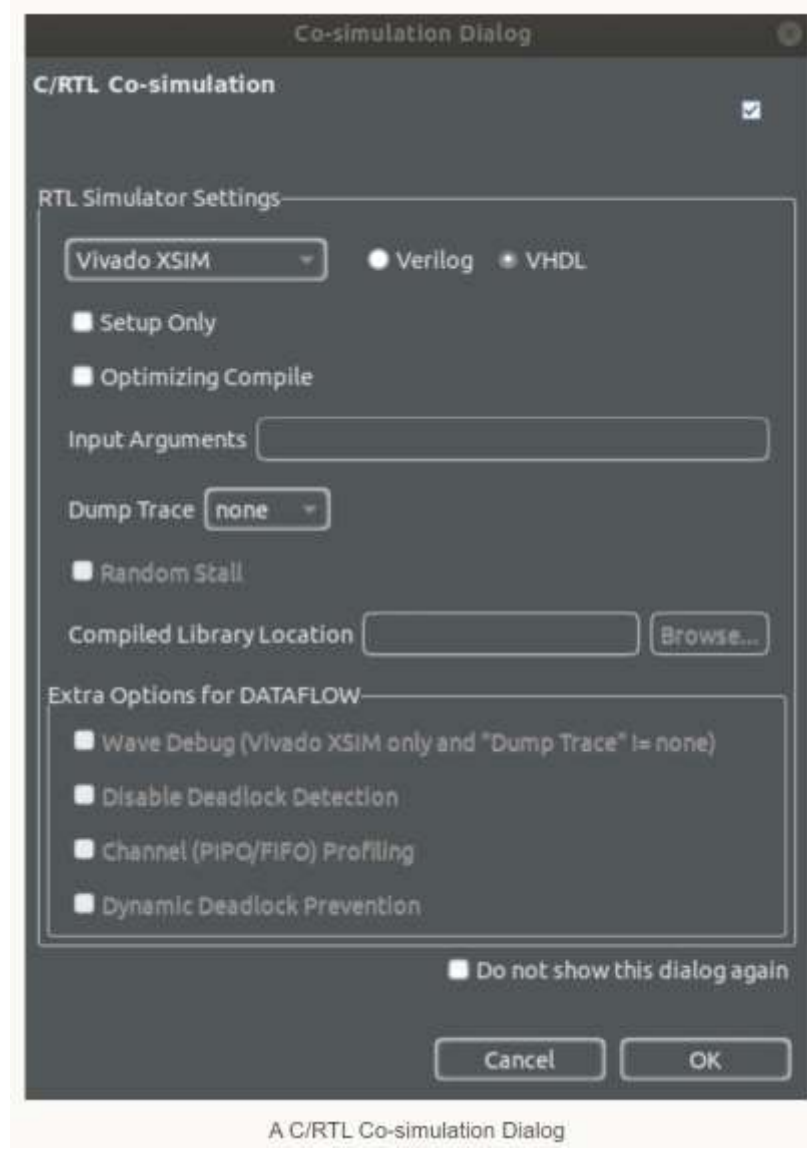 Co-simulation Dialog
C/RTL Co-simulation
RTL Simulator Settings
Vivado XSIM Verilog VHDL
Setup Only
Optimizing Compile
Input Arguments
Dump Trace none
Random Stall
Compiled Library Location Browse...
Extra Options for DATAFLOW
Wave Debug (Vivado XSIM only and "Dump Trace" != none)
Disable Deadlock Detection
Channel (PIPO/FIFO) Profiling
Dynamic Deadlock Prevention
Do not show this dialog again
Cancel OK
A C/RTL Co-simulation Dialog